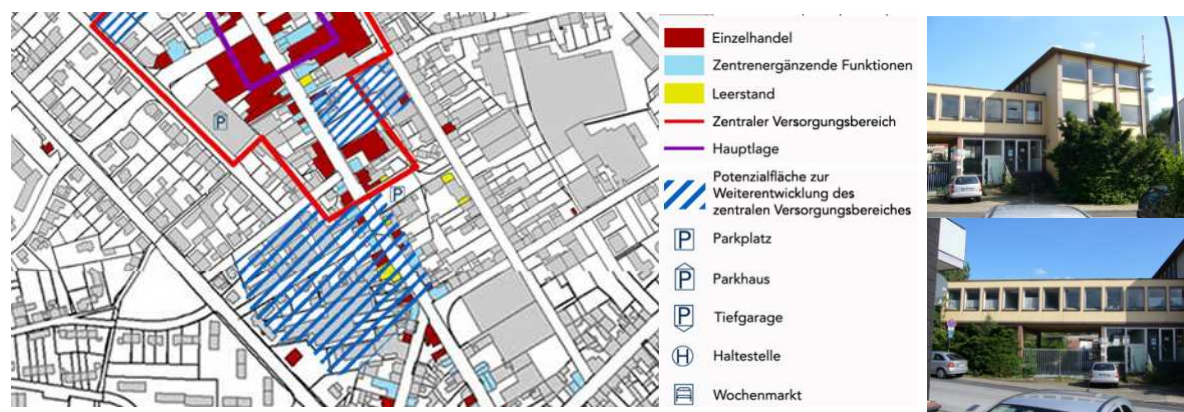 P
P
Einzelhandel
Zentrenergänzende Funktionen
Leerstand
Zentraler Versorgungsbereich
Hauptlage
Potenzialfläche zur
Weiterentwicklung des
zentralen Versorgungsbereiches
P Parkplatz
P Parkhaus
P Tiefgarage
H Haltestelle
Wochenmarkt